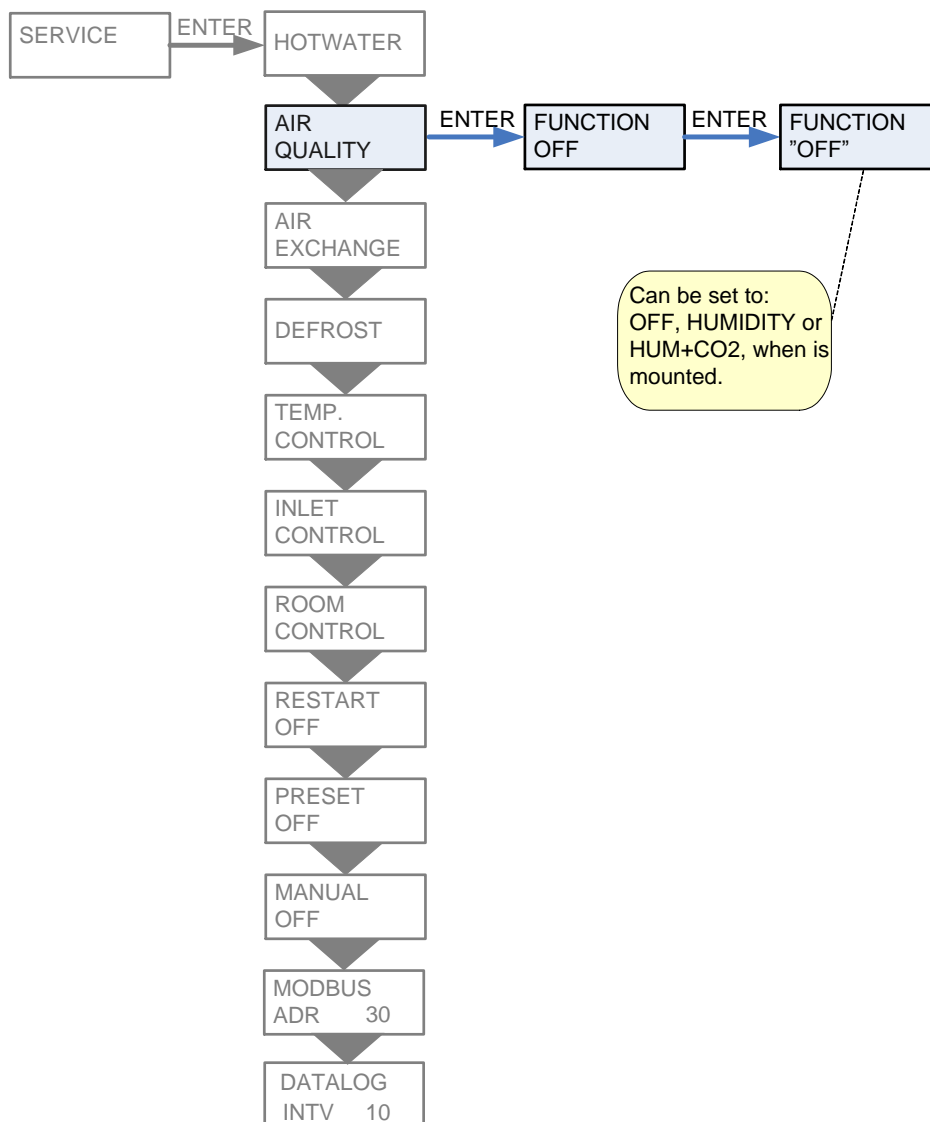 SERVICE
ENTER
HOTWATER
AIR
QUALITY
ENTER
FUNCTION
OFF
ENTER
FUNCTION
"OFF"
Can be set to:
OFF, HUMIDITY or
HUM+CO2, when is
mounted.
AIR
EXCHANGE
DEFROST
TEMP.
CONTROL
INLET
CONTROL
ROOM
CONTROL
RESTART
OFF
PRESET
OFF
MANUAL
OFF
MODBUS
ADR 30
DATALOG
INTV 10